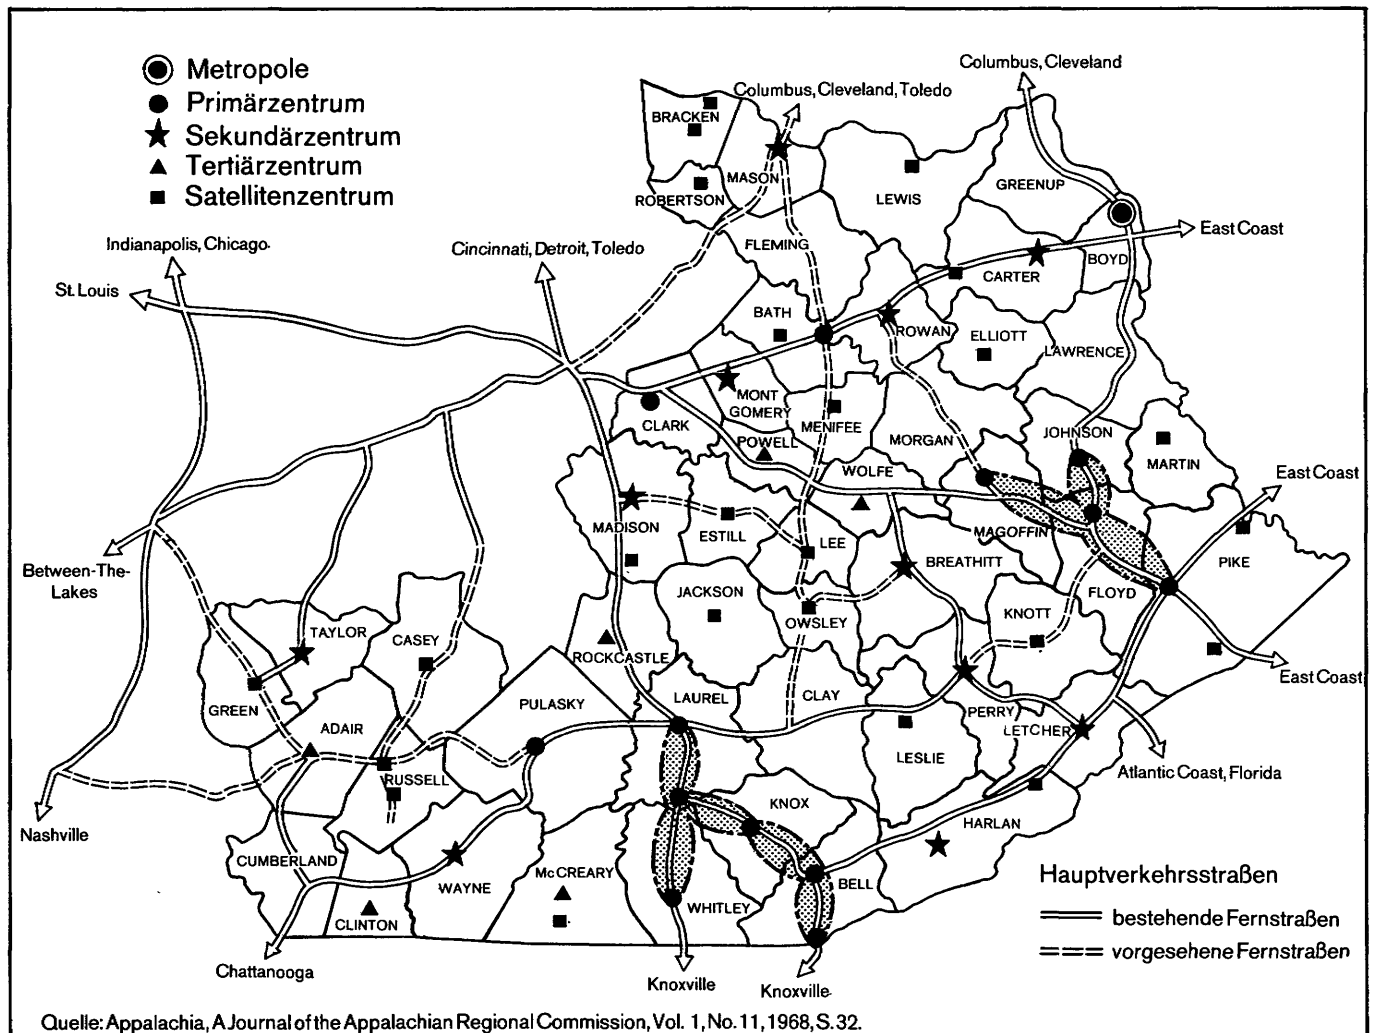 Metropole
Primärzentrum
Sekundärzentrum
Tertiärzentrum
Satellitenzentrum
Columbus, Cleveland
Columbus, Cleveland, Toledo
Indianapolis, Chicago
Cincinnati, Detroit, Toledo
St. Louis
East Coast
BRACKEN
MASON
ROBERTSON
LEWIS
GREENUP
FLEMING
CARTER
BOYD
BATH
ROWAN
ELLIOTT
LAWRENCE
MONT
GOMERY
CLARK
MENIFEE
POWELL
MORGAN
JOHNSON
MARTIN
WOLFE
East Coast
MADISON
ESTILL
LEE
MAGOFFIN
BREATHITT
PIKE
Between-The-
Lakes
JACKSON
FLOYD
KNOTT
OWSLEY
TAYLOR
CASEY
ROCKCASTLE
East Coast
GREEN
ADAIR
PULASKY
LAUREL
CLAY
PERRY
LETCHER
LESLIE
RUSSELL
Atlantic Coast, Florida
KNOX
HARLAN
Nashville
CUMBERLAND
WAYNE
McCREARY
BELL
WHITLEY
CLINTON
Chattanooga
Knoxville
Knoxville
Hauptverkehrsstraßen
bestehende Fernstraßen
vorgesehene Fernstraßen
Quelle: Appalachia, A Journal of the Appalachian Regional Commission, Vol. 1, No. 11, 1968, S. 32.